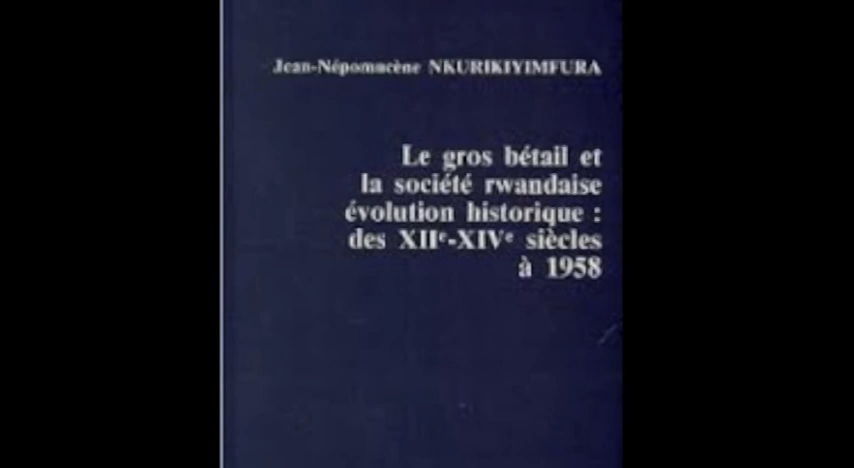 Jean-Népomucène NKURIKIYIMFURA
Le gros bétail et
la société rwandaise
évolution historique :
des XIIᵉ-XIVᵉ siècles
à 1958